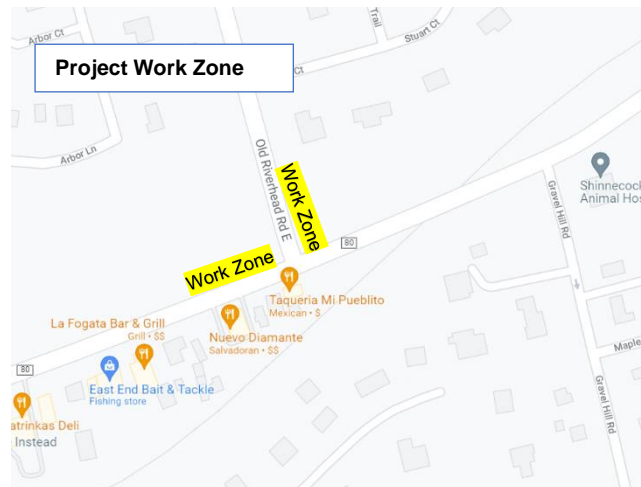 Arbor Ct
Trail
Stuart Ct
Project Work Zone
Ct
Arbor Ln
Old Riverhead Rd E
Work Zone
Shinnecock
Animal Hos
Gravel Hill Rd
80
Work Zone
Taqueria Mi Pueblito
Mexican • $
La Fogata Bar & Grill
Grill • $$
Nuevo Diamante
Salvadoran • $$
Maple
80
East End Bait & Tackle
Fishing store
Gravel Hill Rd
atrinkas Deli
Instead